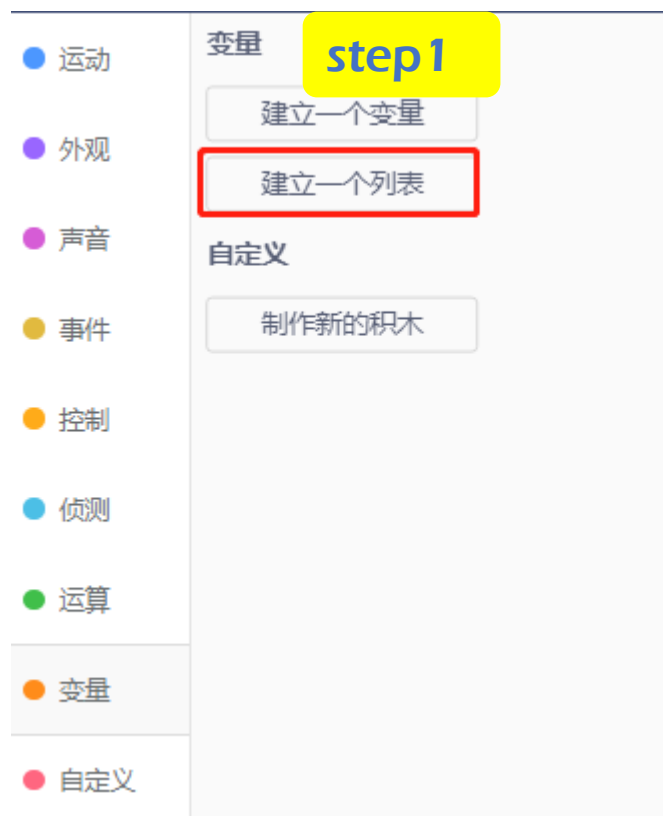 运动
外观
声音
事件
控制
侦测
运算
变量
自定义
变量
step1
建立一个变量
建立一个列表
自定义
制作新的积木